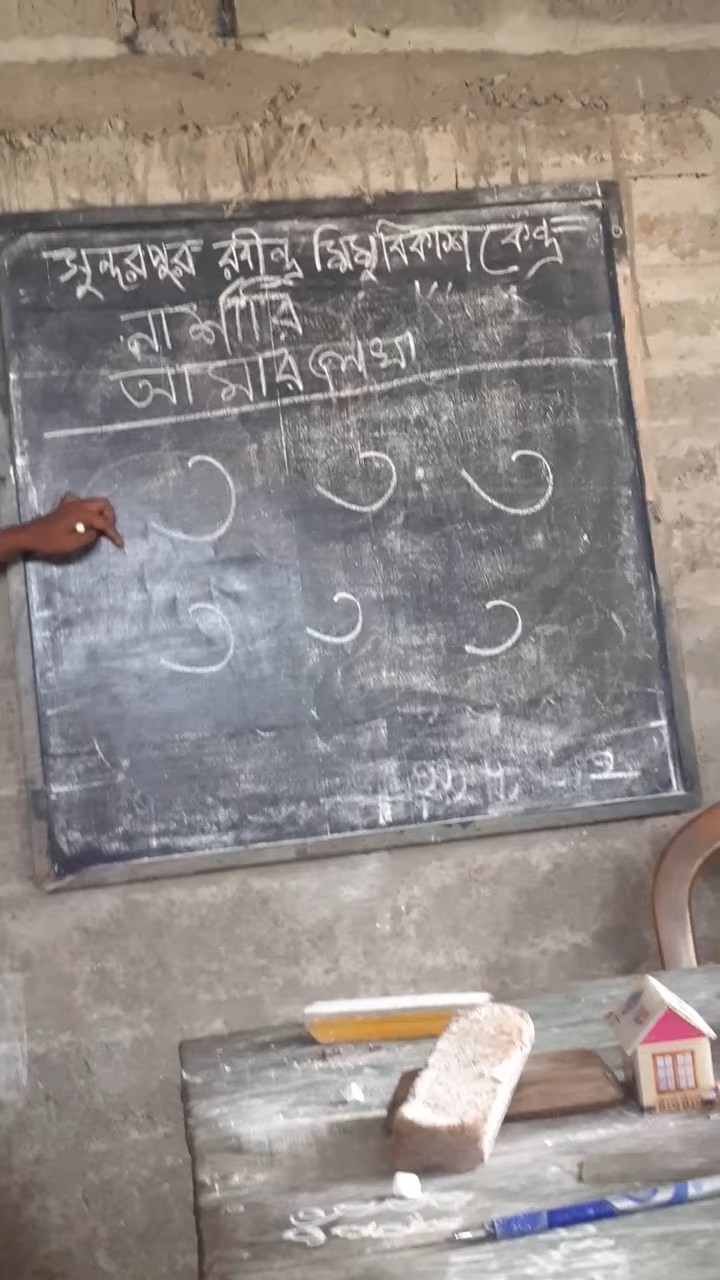 সুন্দরপুর রবীন্দ্র শিশুবিকাশ কেন্দ্র
নার্শারি
আমার লেখা
৩ ৩ ৩
৩ ৩ ৩